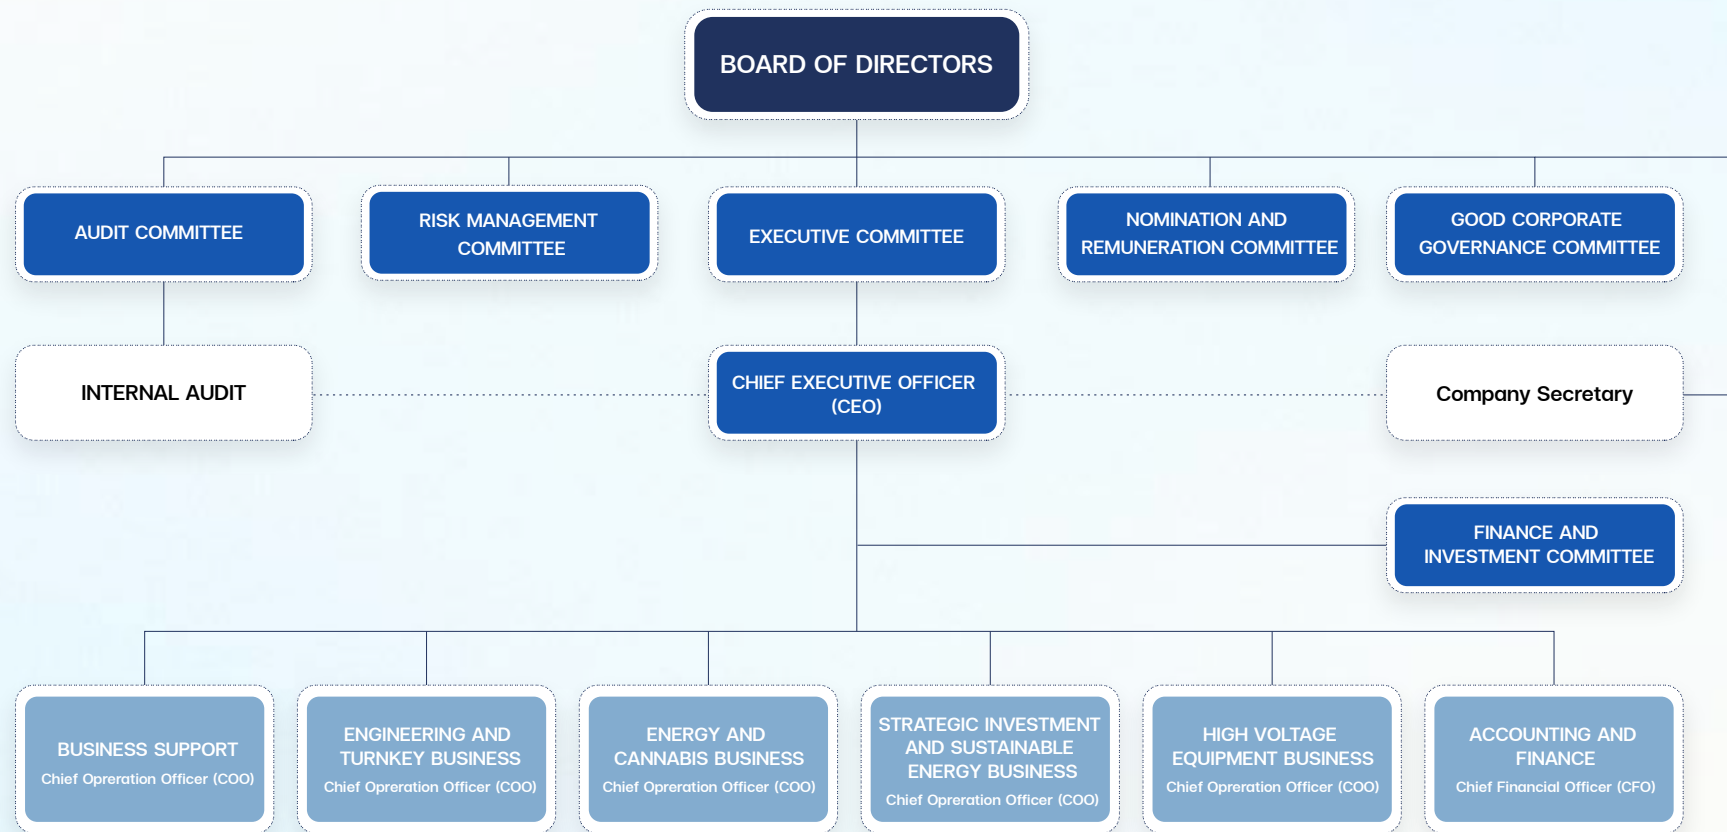 BOARD OF DIRECTORS
AUDIT COMMITTEE
RISK MANAGEMENT
COMMITTEE
EXECUTIVE COMMITTEE
NOMINATION AND
REMUNERATION COMMITTEE
GOOD CORPORATE
GOVERNANCE COMMITTEE
INTERNAL AUDIT
CHIEF EXECUTIVE OFFICER
(CEO)
Company Secretary
FINANCE AND
INVESTMENT COMMITTEE
BUSINESS SUPPORT
Chief Opreration Officer (COO)
ENGINEERING AND
TURNKEY BUSINESS
Chief Opreration Officer (COO)
ENERGY AND
CANNABIS BUSINESS
Chief Opreration Officer (COO)
STRATEGIC INVESTMENT
AND SUSTAINABLE
ENERGY BUSINESS
Chief Opreration Officer (COO)
HIGH VOLTAGE
EQUIPMENT BUSINESS
Chief Opreration Officer (COO)
ACCOUNTING AND
FINANCE
Chief Financial Officer (CFO)